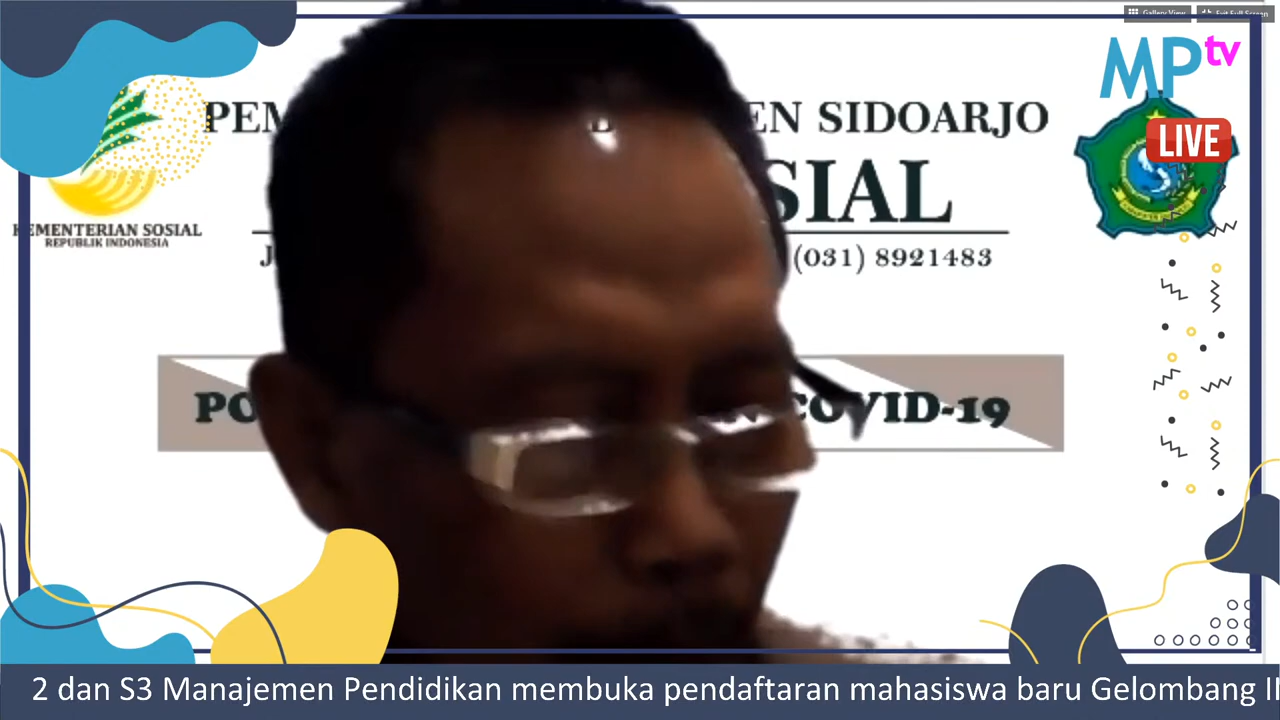 Gallery View Exit Full Screen
MPtv
LIVE
PEM EN SIDOARJO
SIAL
KEMENTERIAN SOSIAL
REPUBLIK INDONESIA
J (031) 8921483
PO COVID-19
2 dan S3 Manajemen Pendidikan membuka pendaftaran mahasiswa baru Gelombang II